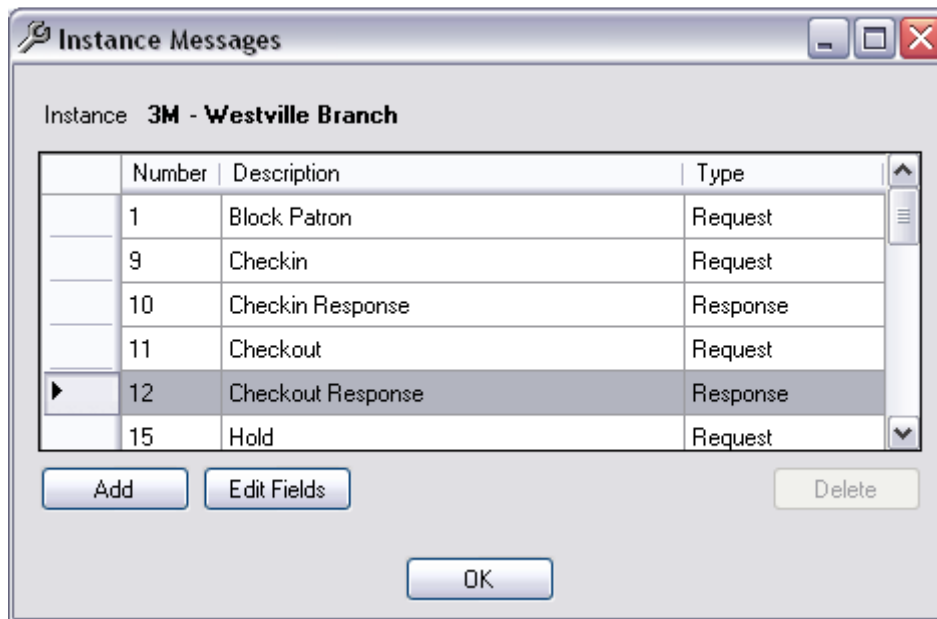 Instance Messages
Instance 3M - Westville Branch
Number Description Type
1 Block Patron Request
9 Checkin Request
10 Checkin Response Response
11 Checkout Request
12 Checkout Response Response
15 Hold Request
Add Edit Fields Delete
OK